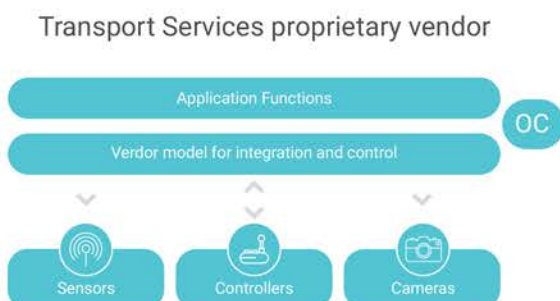 Transport Services proprietary vendor
Application Functions
OC
Verdor model for integration and control
Sensors
Controllers
Cameras